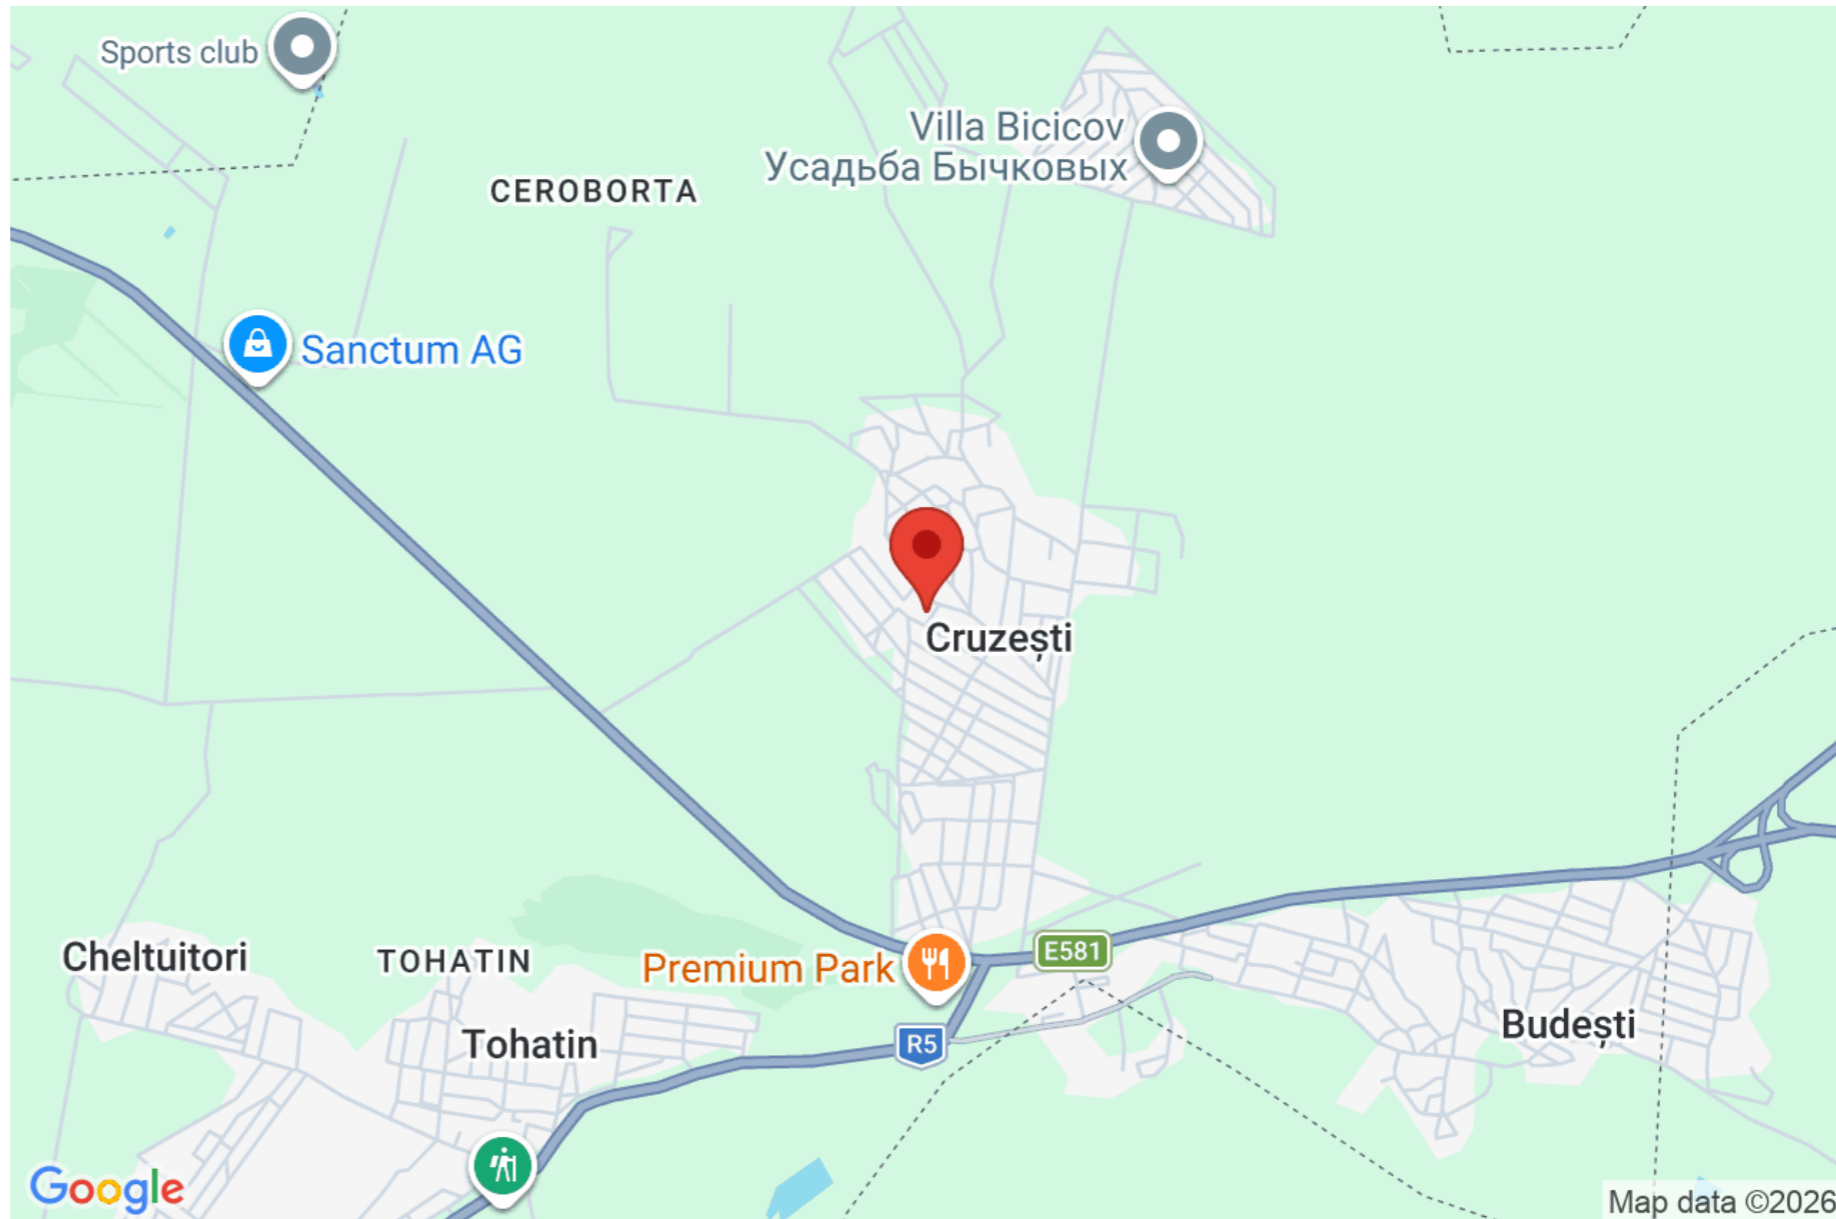 Sports club
Villa Bicicov
Усадьба Бычковых
CEROBORTA
Sanctum AG
Cruzești
E581
Cheltuitori
TOHATIN
Premium Park
Budești
Tohatin
R5
Google
Map data ©2026